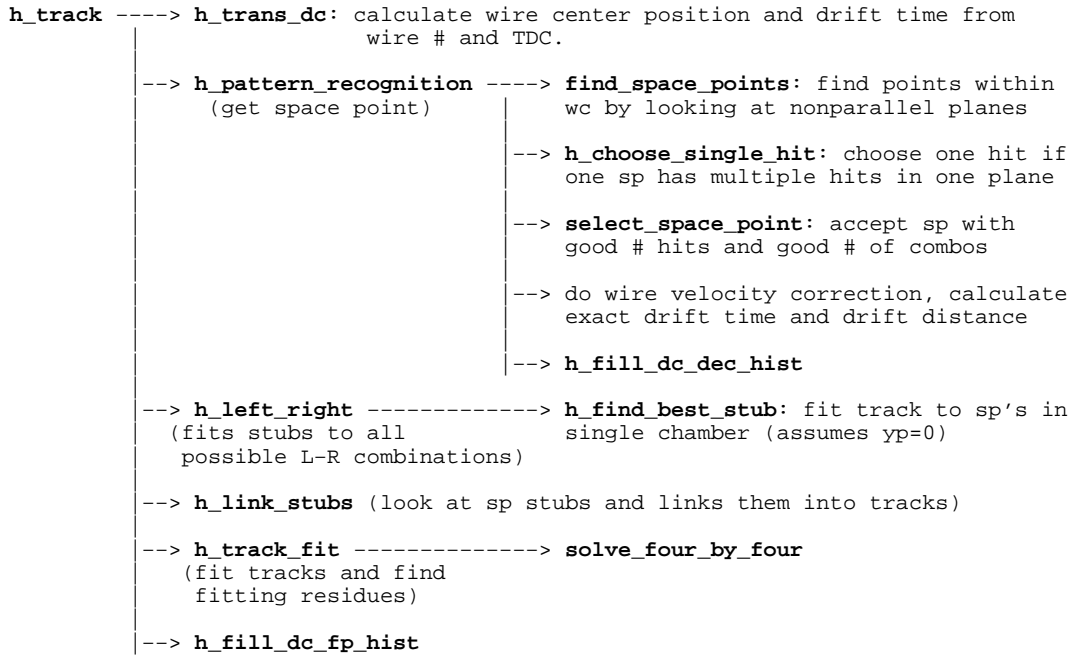 h_track ----> h_trans_dc: calculate wire center position and drift time from
wire # and TDC.
--> h_pattern_recognition ----> find_space_points: find points within
(get space point) wc by looking at nonparallel planes
--> h_choose_single_hit: choose one hit if
one sp has multiple hits in one plane
--> select_space_point: accept sp with
good # hits and good # of combos
--> do wire velocity correction, calculate
exact drift time and drift distance
--> h_fill_dc_dec_hist
--> h_left_right -------------> h_find_best_stub: fit track to sp's in
(fits stubs to all single chamber (assumes yp=0)
possible L-R combinations)
--> h_link_stubs (look at sp stubs and links them into tracks)
--> h_track_fit --------------> solve_four_by_four
(fit tracks and find
fitting residues)
--> h_fill_dc_fp_hist